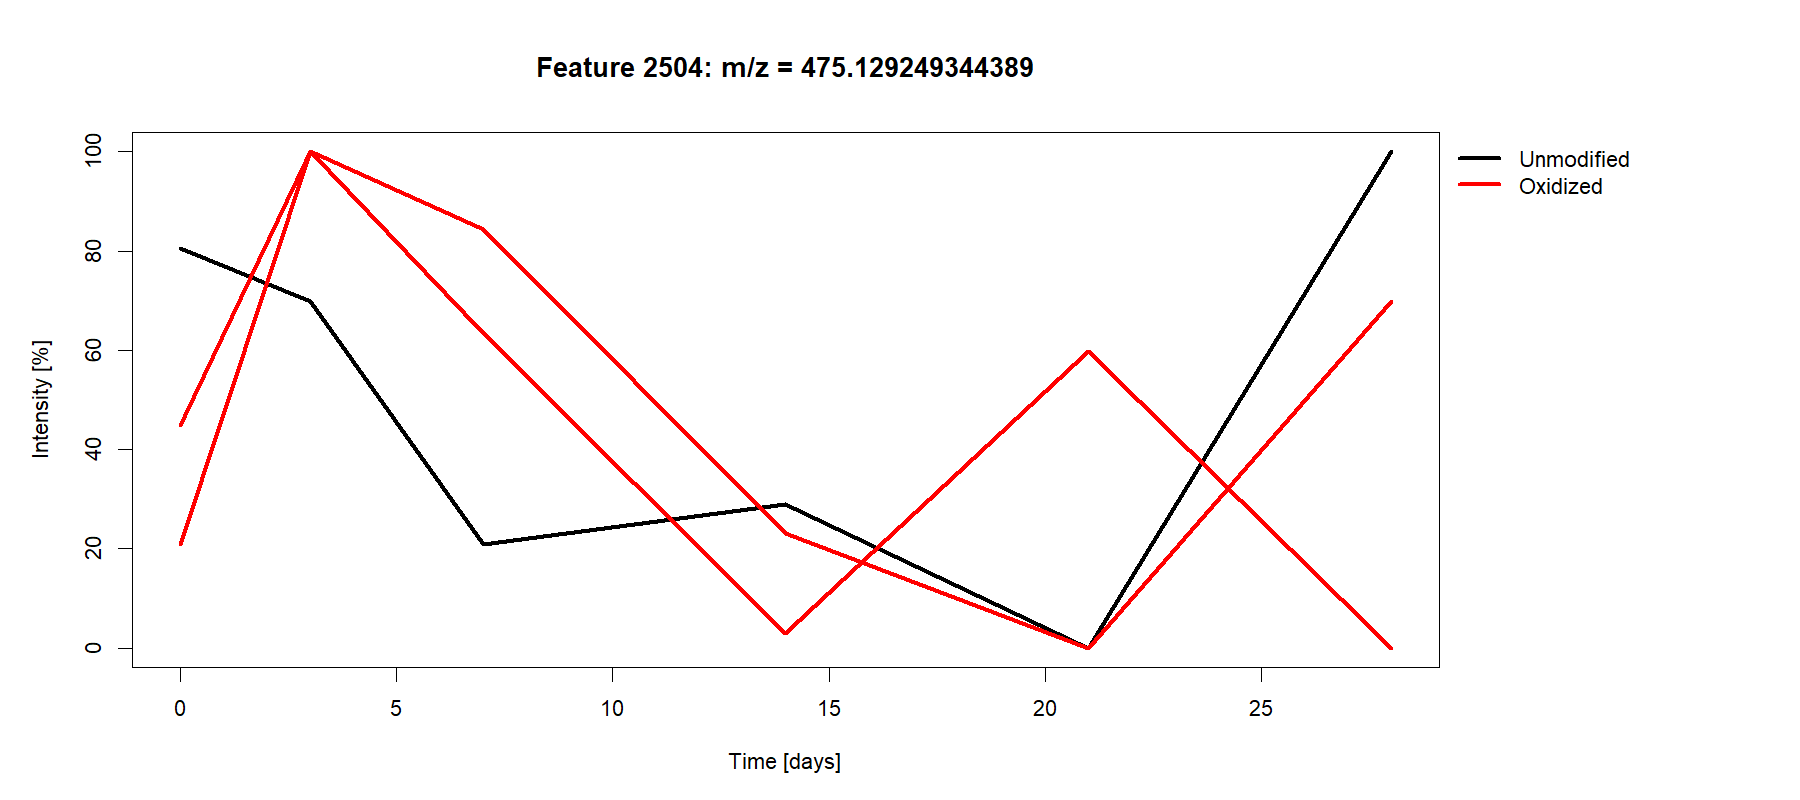 Feature 2504: m/z = 475.129249344389
100
80
60
40
20
0
Intensity [%]
0 5 10 15 20 25
Time [days]
Unmodified
Oxidized